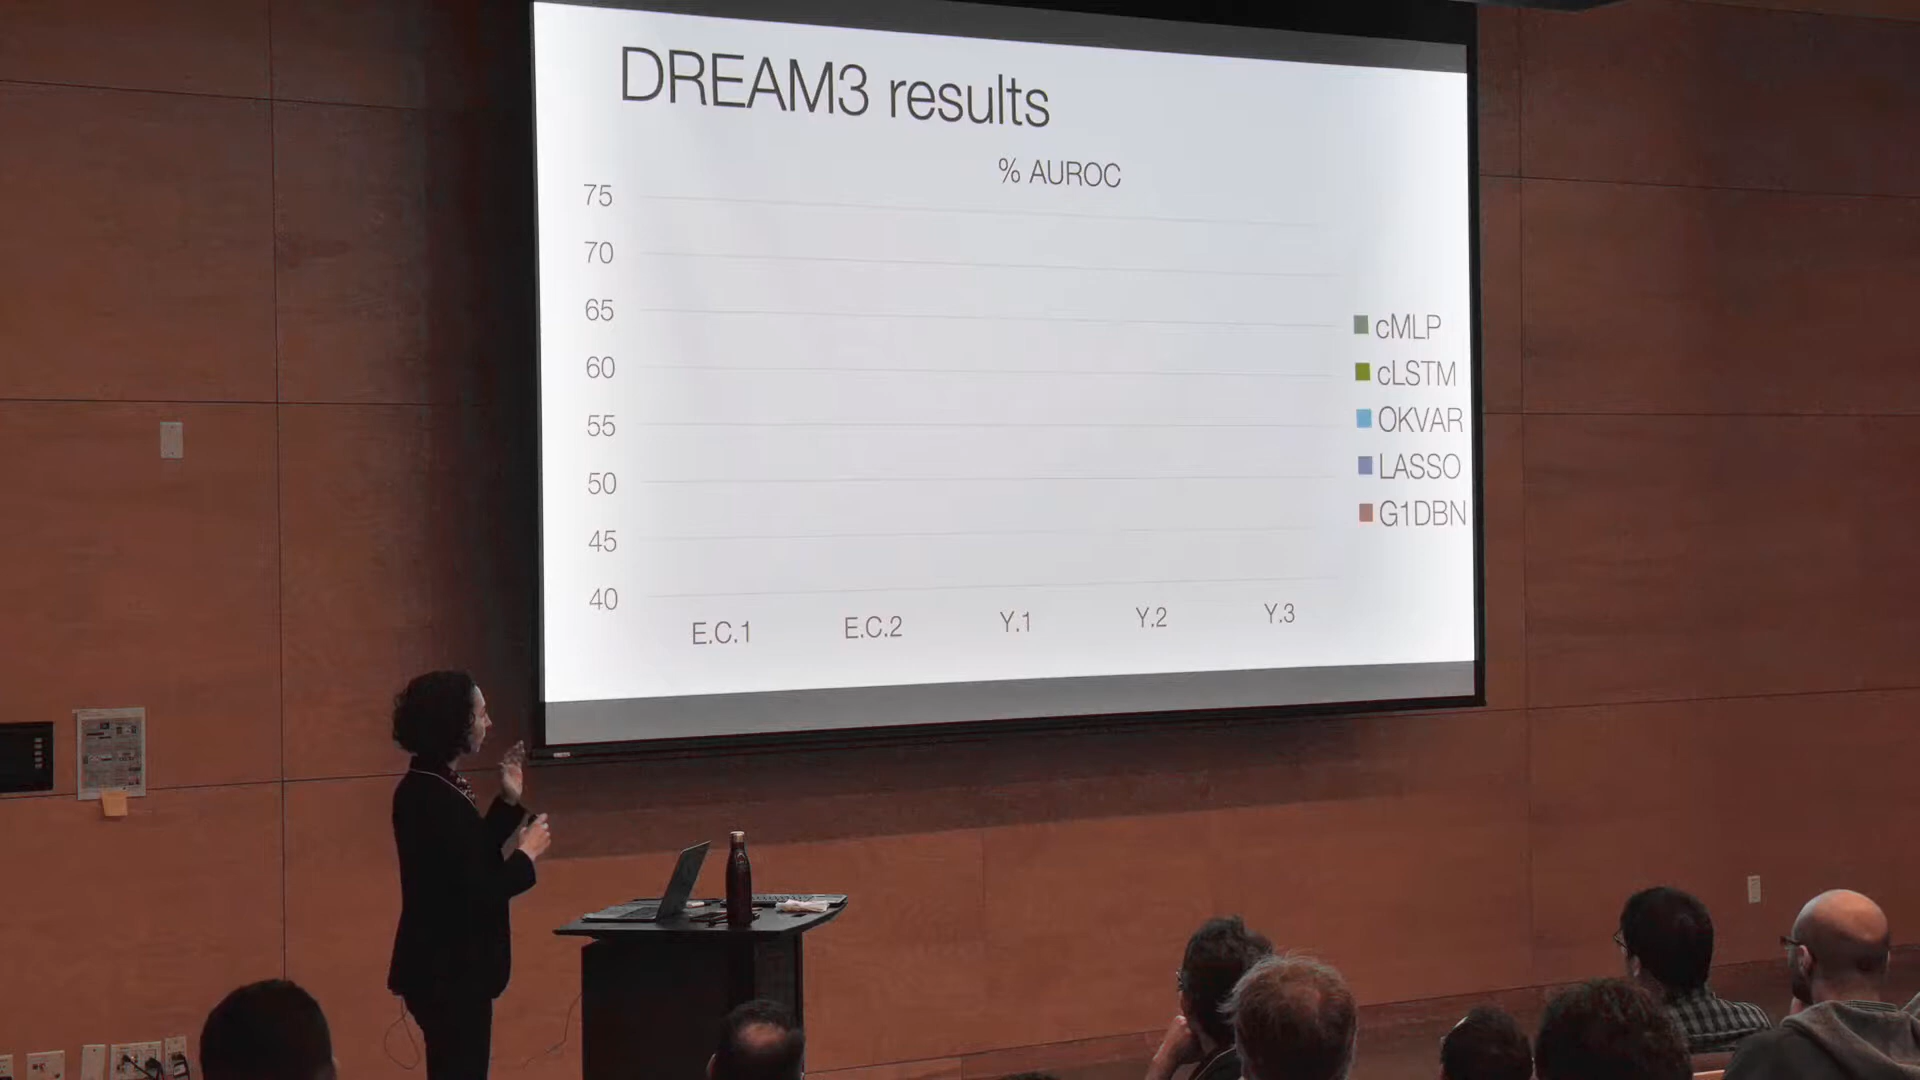 DREAM3 results
% AUROC
75
70
65
60
55
50
45
40
E.C.1 E.C.2 Y.1 Y.2 Y.3
cMLP
cLSTM
OKVAR
LASSO
G1DBN